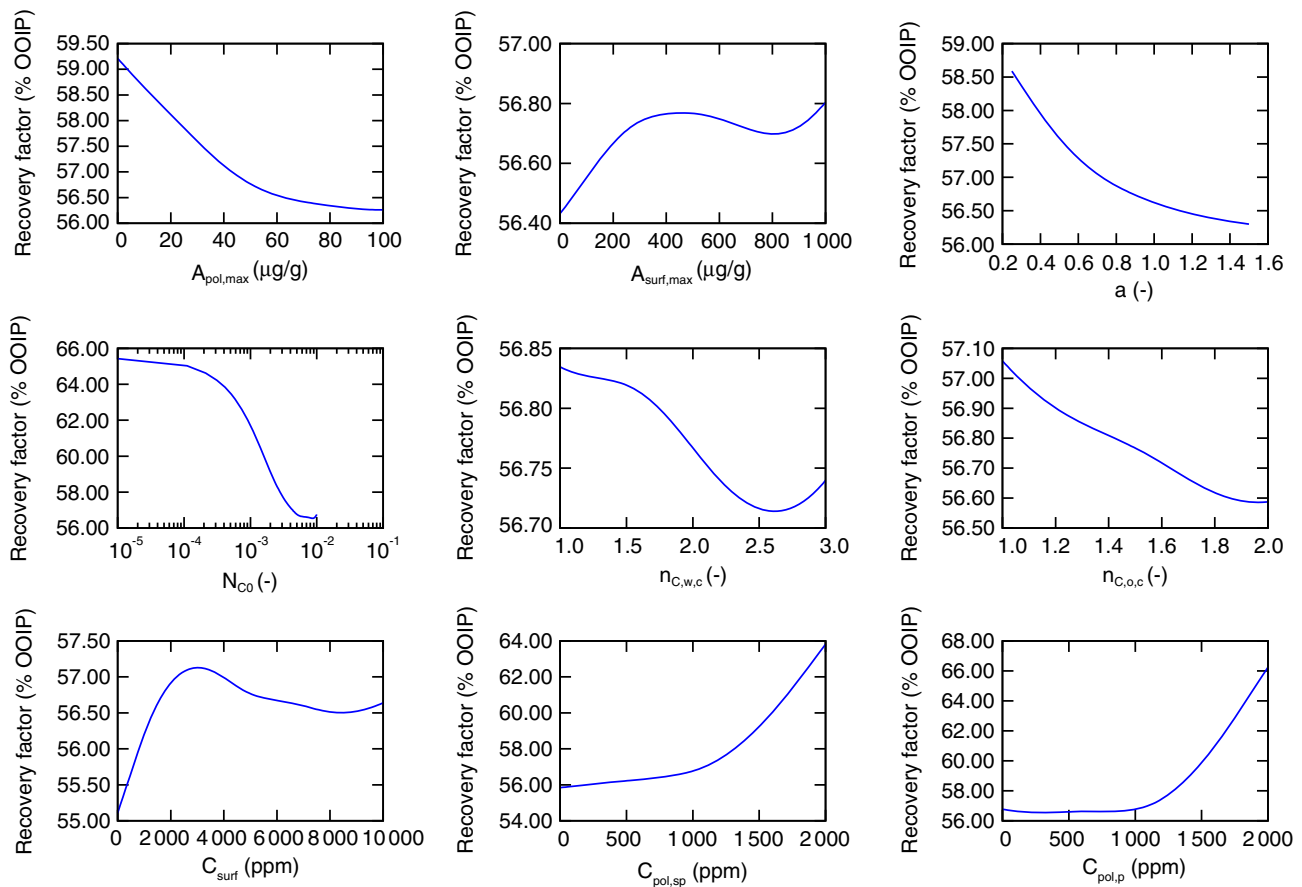 Recovery factor (% OOIP)
59.50
59.00
58.50
58.00
57.50
57.00
56.50
56.00
0 20 40 60 80 100
A_pol,max (μg/g)
Recovery factor (% OOIP)
57.00
56.80
56.60
56.40
0 200 400 600 800 1 000
A_surf,max (μg/g)
Recovery factor (% OOIP)
59.00
58.50
58.00
57.50
57.00
56.50
56.00
0.2 0.4 0.6 0.8 1.0 1.2 1.4 1.6
a (-)
Recovery factor (% OOIP)
66.00
64.00
62.00
60.00
58.00
56.00
10^-5 10^-4 10^-3 10^-2 10^-1
N_C0 (-)
Recovery factor (% OOIP)
56.85
56.80
56.75
56.70
1.0 1.5 2.0 2.5 3.0
n_C,w,c (-)
Recovery factor (% OOIP)
57.10
57.00
56.90
56.80
56.70
56.60
56.50
1.0 1.2 1.4 1.6 1.8 2.0
n_C,o,c (-)
Recovery factor (% OOIP)
57.50
57.00
56.50
56.00
55.50
55.00
0 2 000 4 000 6 000 8 000 10 000
C_surf (ppm)
Recovery factor (% OOIP)
64.00
62.00
60.00
58.00
56.00
54.00
0 500 1 000 1 500 2 000
C_pol,sp (ppm)
Recovery factor (% OOIP)
68.00
66.00
64.00
62.00
60.00
58.00
56.00
0 500 1 000 1 500 2 000
C_pol,p (ppm)